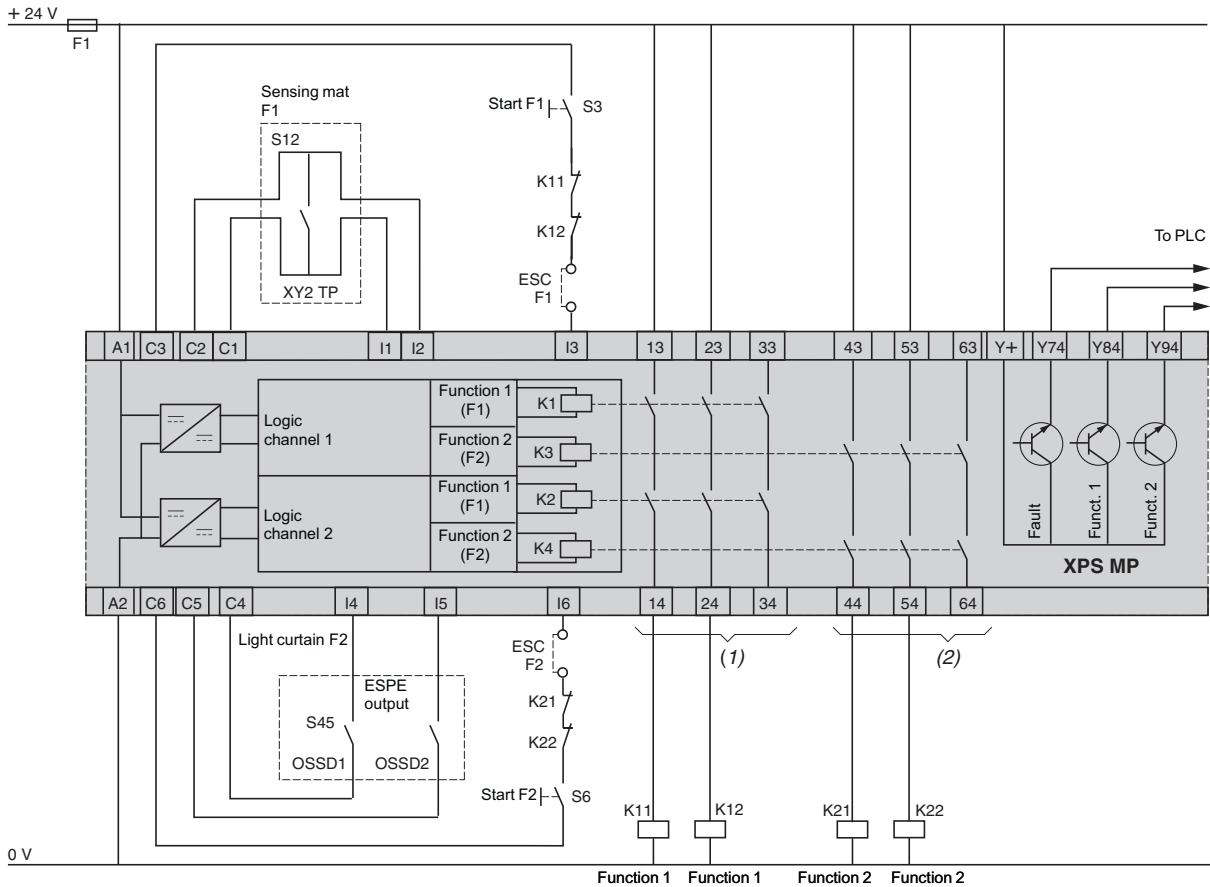 + 24 V
F1
Sensing mat
F1
S12
XY2 TP
Start F1
S3
K11
K12
ESC
F1
To PLC
A1
C3
C2
C1
I1
I2
I3
13
23
33
43
53
63
Y+
Y74
Y84
Y94
Logic
channel 1
Function 1
(F1)
K1
Function 2
(F2)
K3
Logic
channel 2
Function 1
(F1)
K2
Function 2
(F2)
K4
Fault
Funct. 1
Funct. 2
XPS MP
A2
C6
C5
C4
I4
I5
I6
14
24
34
44
54
64
Light curtain F2
ESPE
output
S45
OSSD1
OSSD2
ESC
F2
K21
K22
Start F2
S6
(1)
(2)
K11
K12
K21
K22
0 V
Function 1
Function 1
Function 2
Function 2